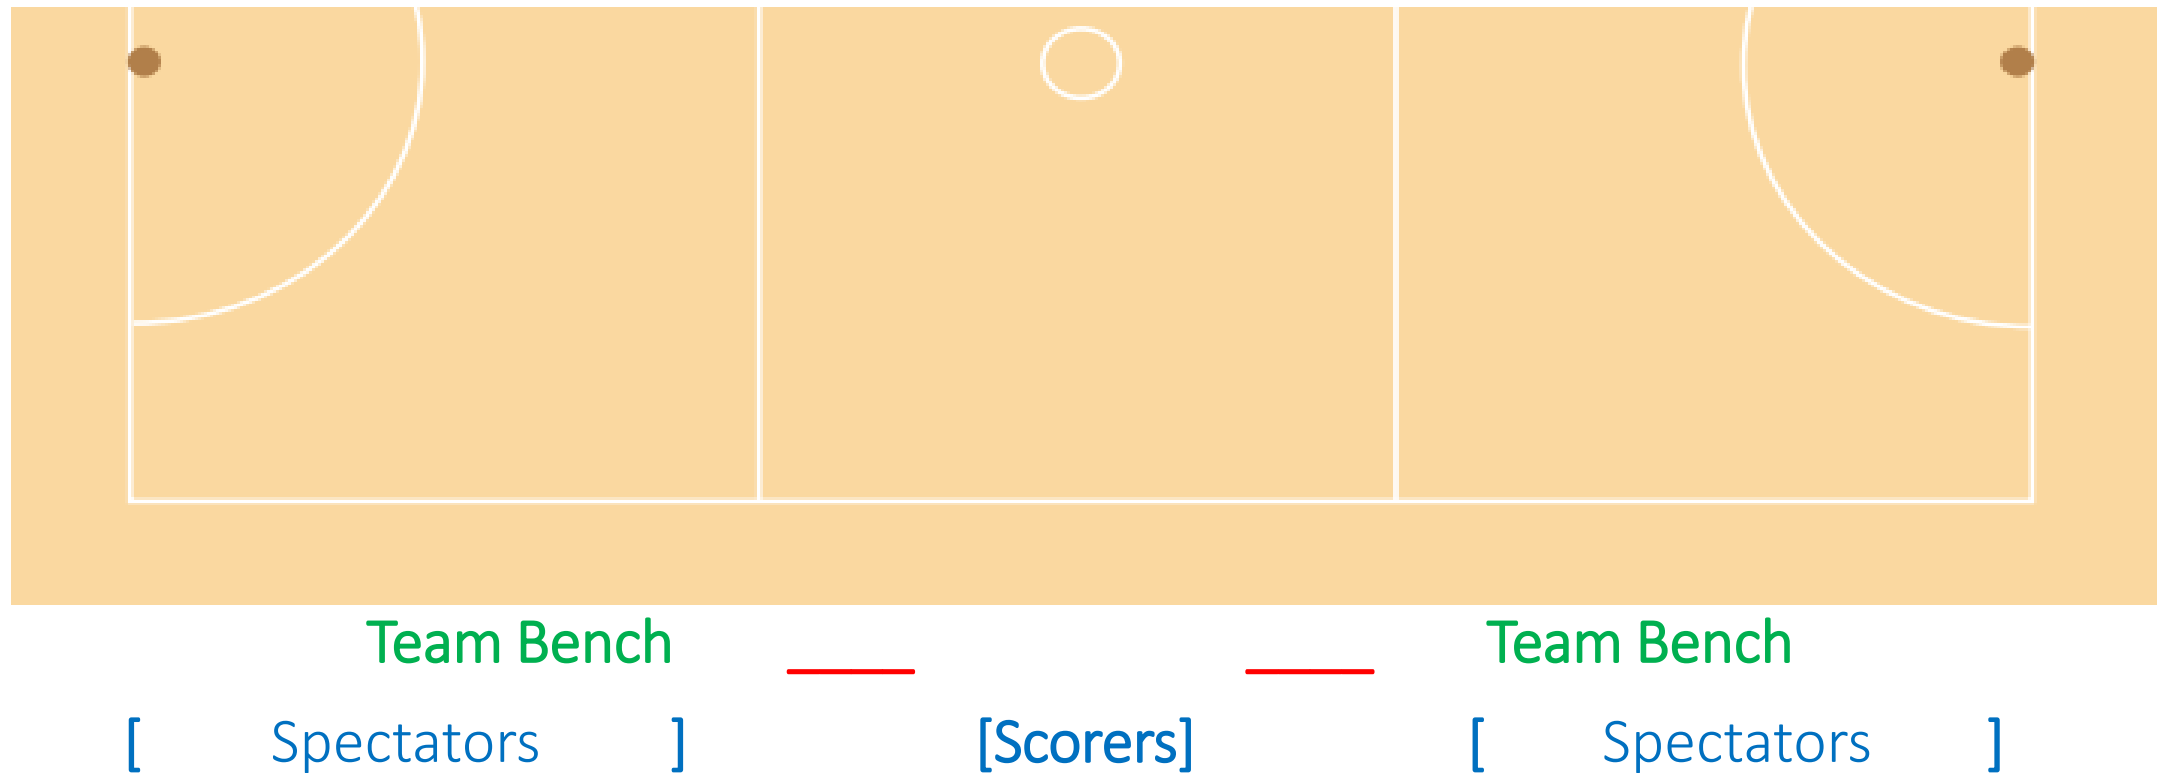 Team Bench Team Bench
[ Spectators ] [Scorers] [ Spectators ]